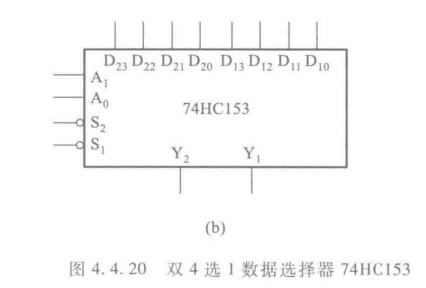 D₂₃ D₂₂ D₂₁ D₂₀ D₁₃ D₁₂ D₁₁ D₁₀
A₁
A₀
74HC153
S₂
S₁
Y₂ Y₁
(b)
图 4.4.20 双 4 选 1 数据选择器 74HC153